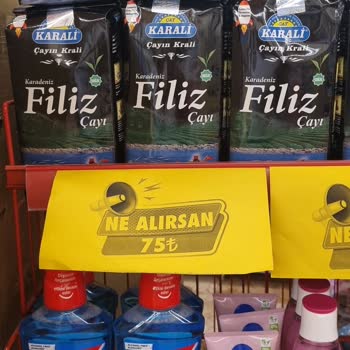 KARALİ
Çayın Kralı
Karadeniz
Filiz
Çayı
KARALİ
Çayın Kralı
Karadeniz
Filiz
Çayı
KARALİ
Çayın Kralı
Karadeniz
Filiz
Çayı
NE ALIRSAN
75₺
NE